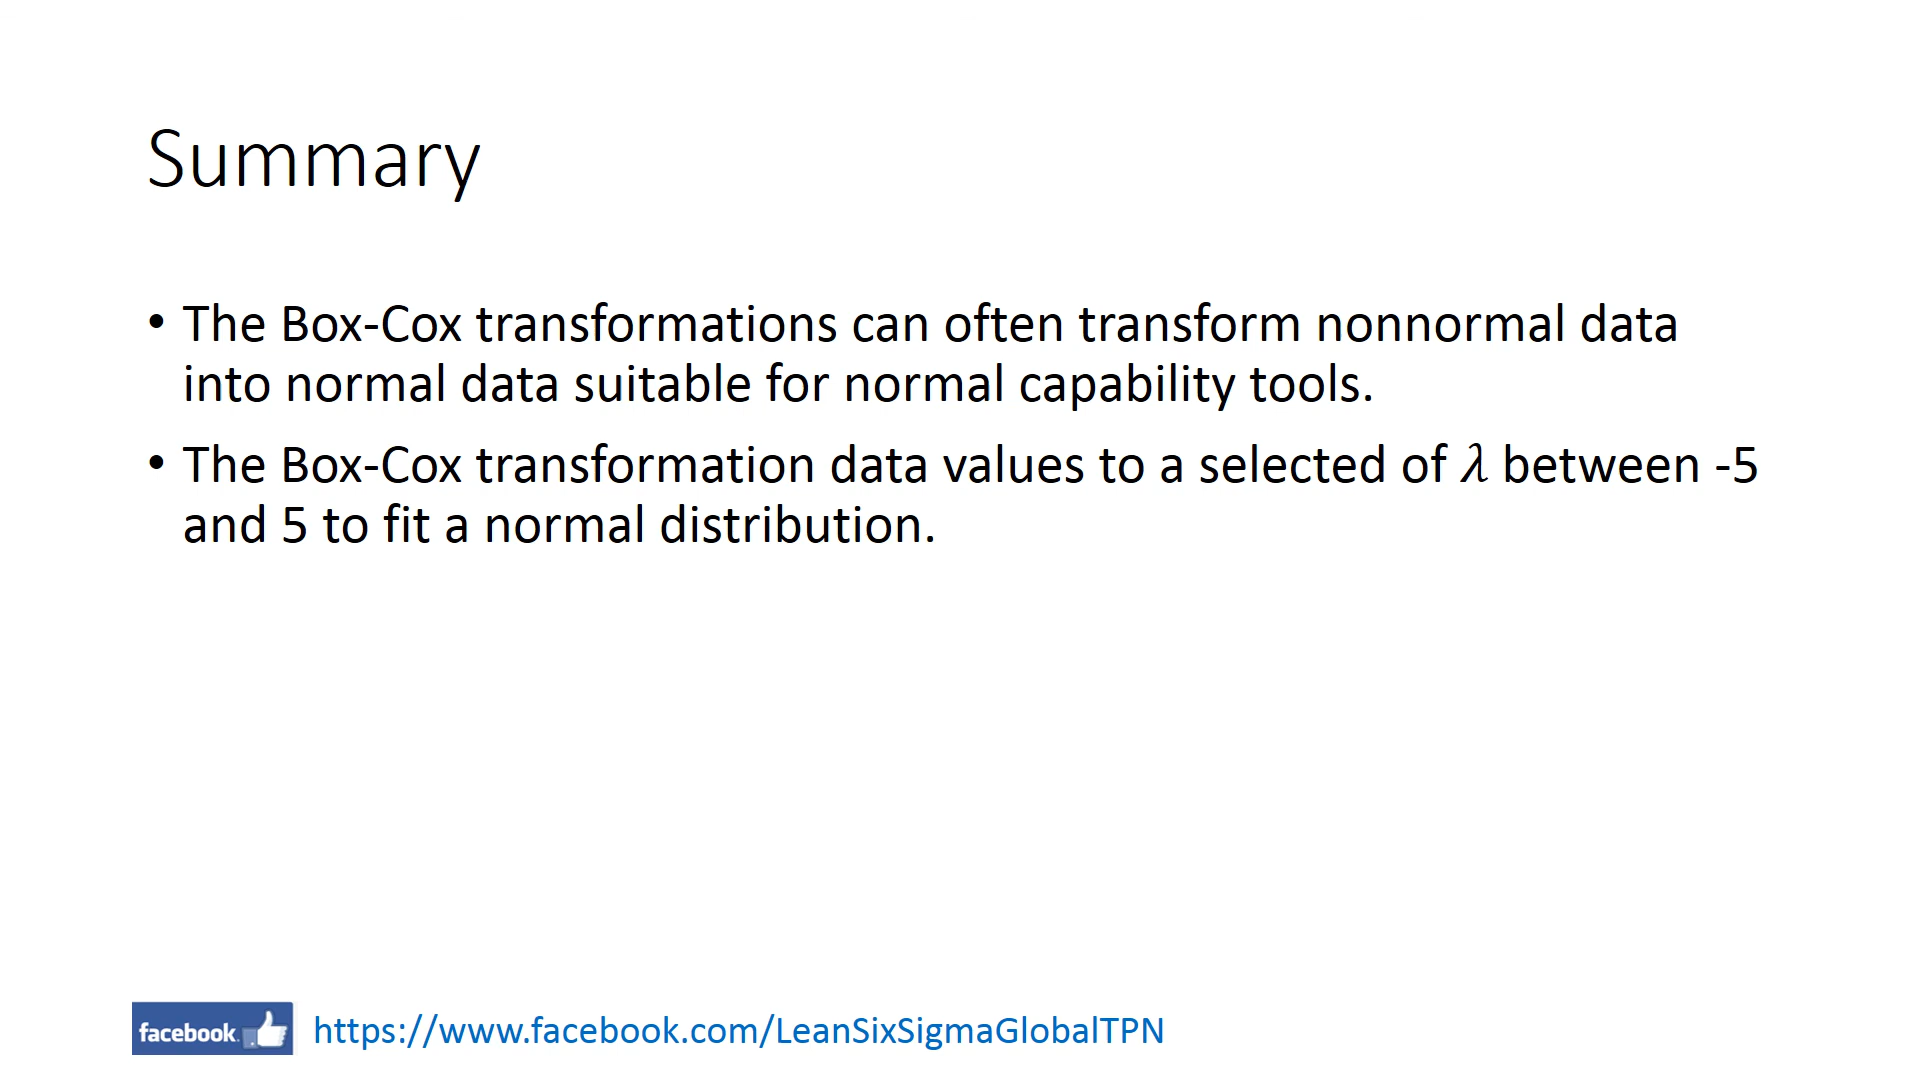 Summary
• The Box-Cox transformations can often transform nonnormal data
into normal data suitable for normal capability tools.
• The Box-Cox transformation data values to a selected of λ between -5
and 5 to fit a normal distribution.
facebook. https://www.facebook.com/LeanSixSigmaGlobalTPN